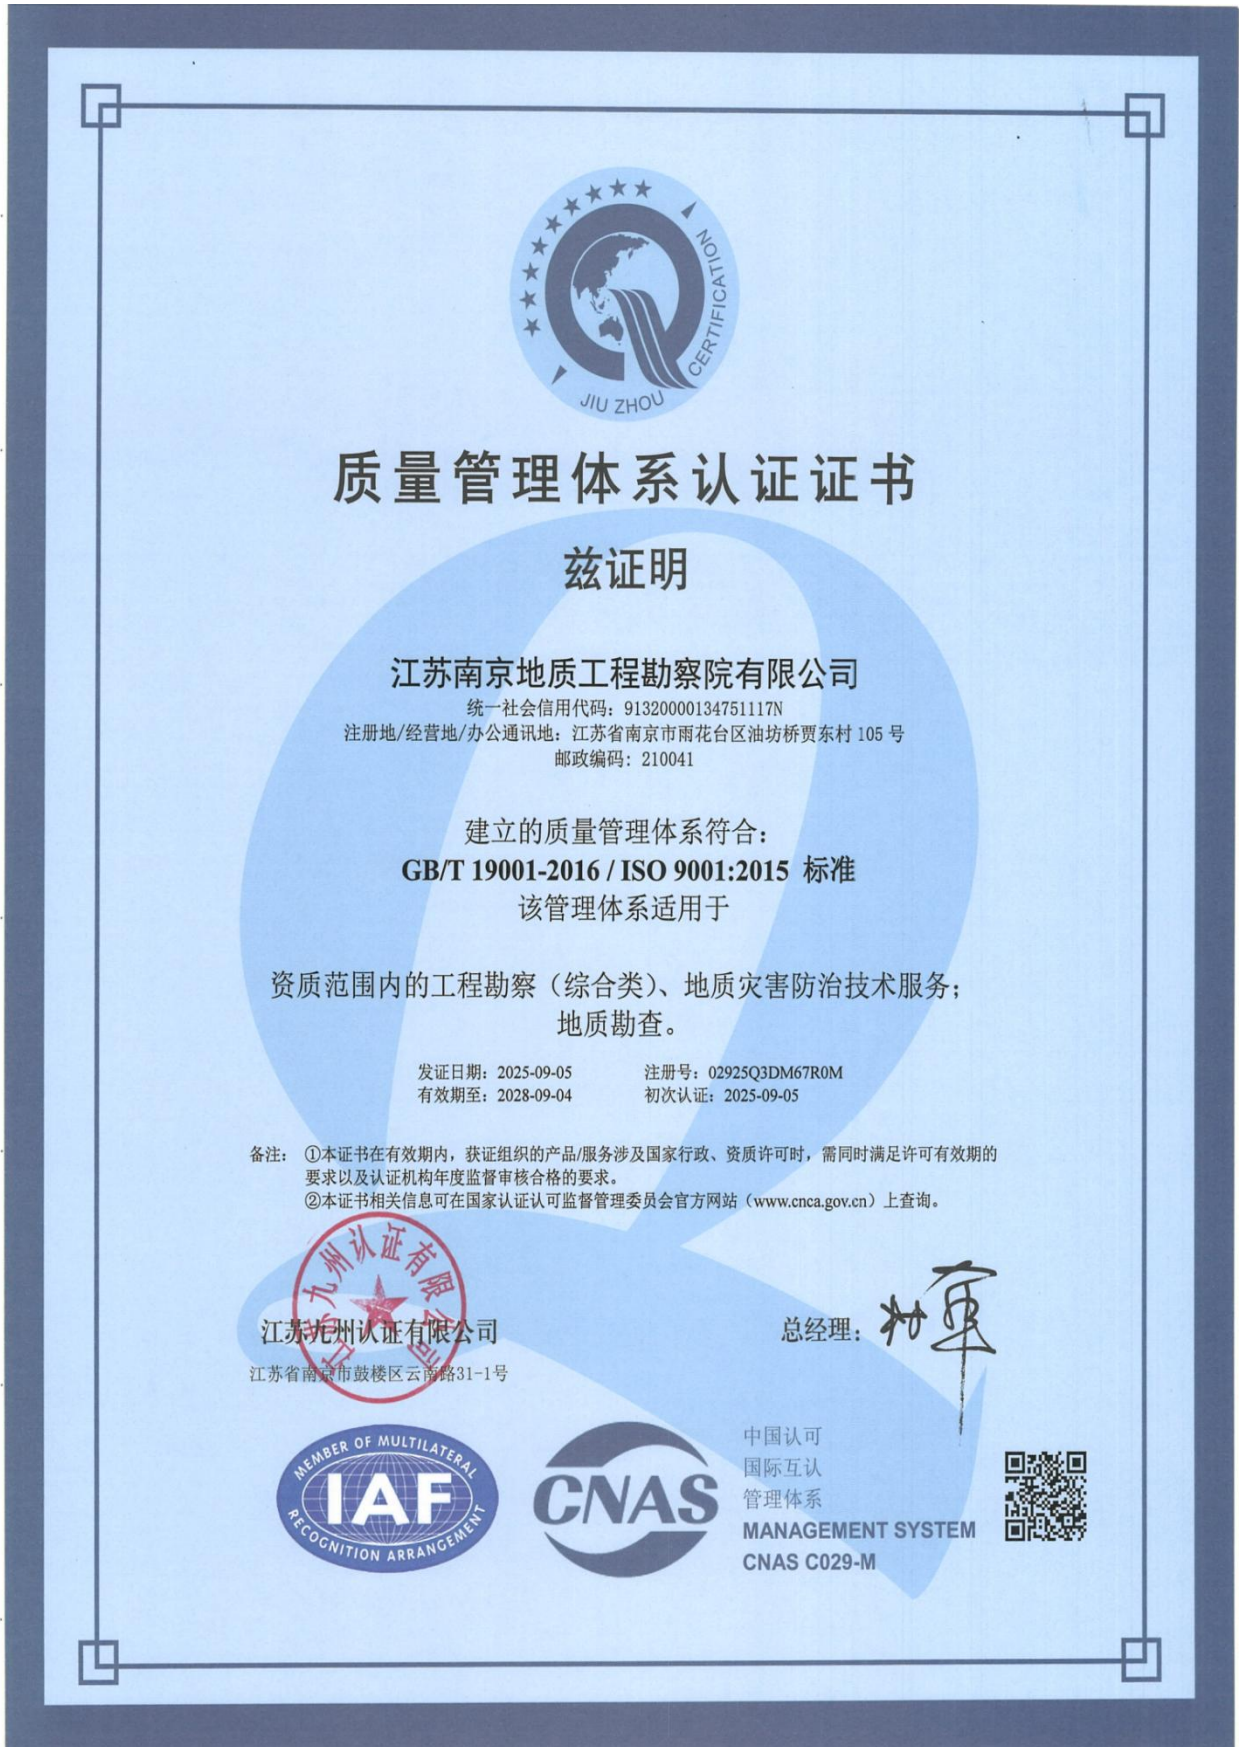 JIU ZHOU CERTIFICATION
质量管理体系认证证书
兹证明
江苏南京地质工程勘察院有限公司
统一社会信用代码：91320000134751117N
注册地/经营地/办公通讯地：江苏省南京市雨花台区油坊桥贾东村 105 号
邮政编码：210041
建立的质量管理体系符合：
GB/T 19001-2016 / ISO 9001:2015 标准
该管理体系适用于
资质范围内的工程勘察（综合类）、地质灾害防治技术服务；
地质勘查。
发证日期：2025-09-05 注册号：02925Q3DM67R0M
有效期至：2028-09-04 初次认证：2025-09-05
备注： ①本证书在有效期内，获证组织的产品/服务涉及国家行政、资质许可时，需同时满足许可有效期的
要求以及认证机构年度监督审核合格的要求。
②本证书相关信息可在国家认证认可监督管理委员会官方网站（www.cnca.gov.cn）上查询。
江苏九州认证有限公司
江苏九州认证有限公司
总经理：
江苏省南京市鼓楼区云南路31-1号
MEMBER OF MULTILATERAL
IAF
RECOGNITION ARRANGEMENT
CNAS
中国认可
国际互认
管理体系
MANAGEMENT SYSTEM
CNAS C029-M